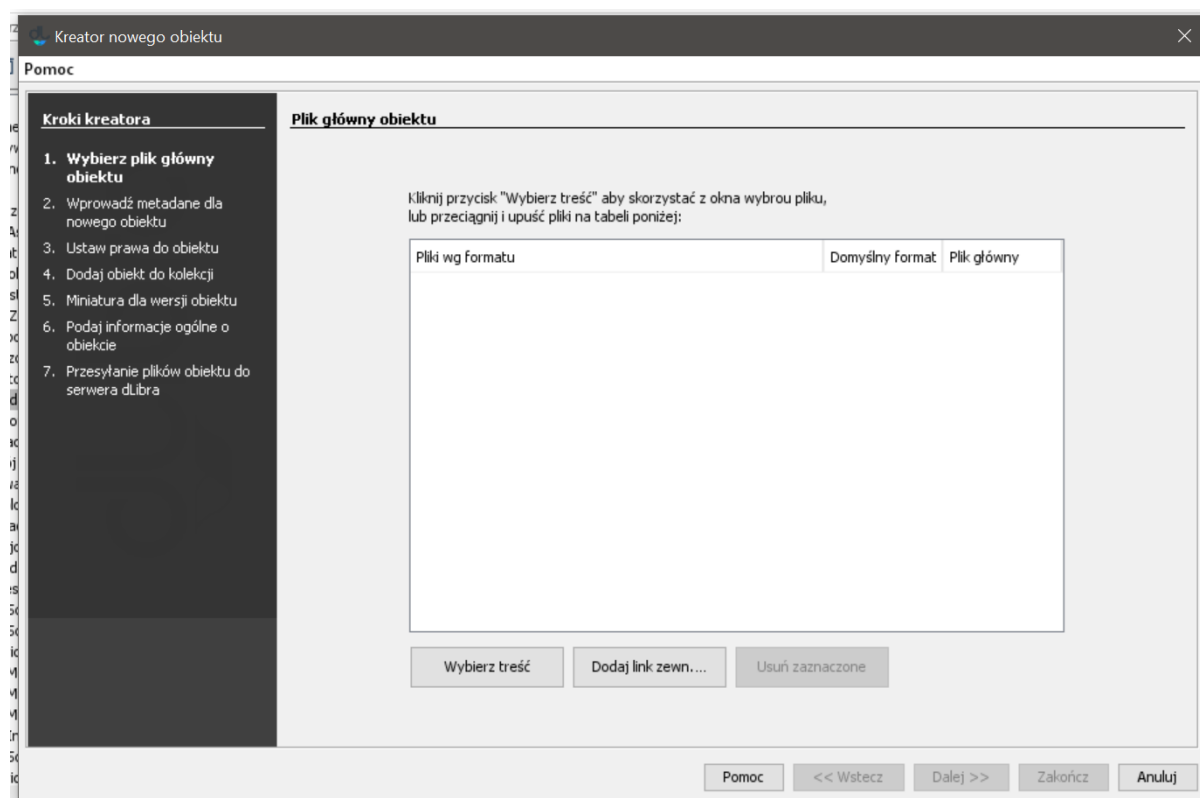 Kreator nowego obiektu
Pomoc
Kroki kreatora
1. Wybierz plik główny
obiektu
2. Wprowadź metadane dla
nowego obiektu
3. Ustaw prawa do obiektu
4. Dodaj obiekt do kolekcji
5. Miniatura dla wersji obiektu
6. Podaj informacje ogólne o
obiekcie
7. Przesyłanie plików obiektu do
serwera dLibra
Plik główny obiektu
Kliknij przycisk "Wybierz treść" aby skorzystać z okna wybrou pliku,
lub przeciągnij i upuść pliki na tabeli poniżej:
Pliki wg formatu Domyślny format Plik główny
Wybierz treść Dodaj link zewn.... Usuń zaznaczone
Pomoc << Wstecz Dalej >> Zakończ Anuluj